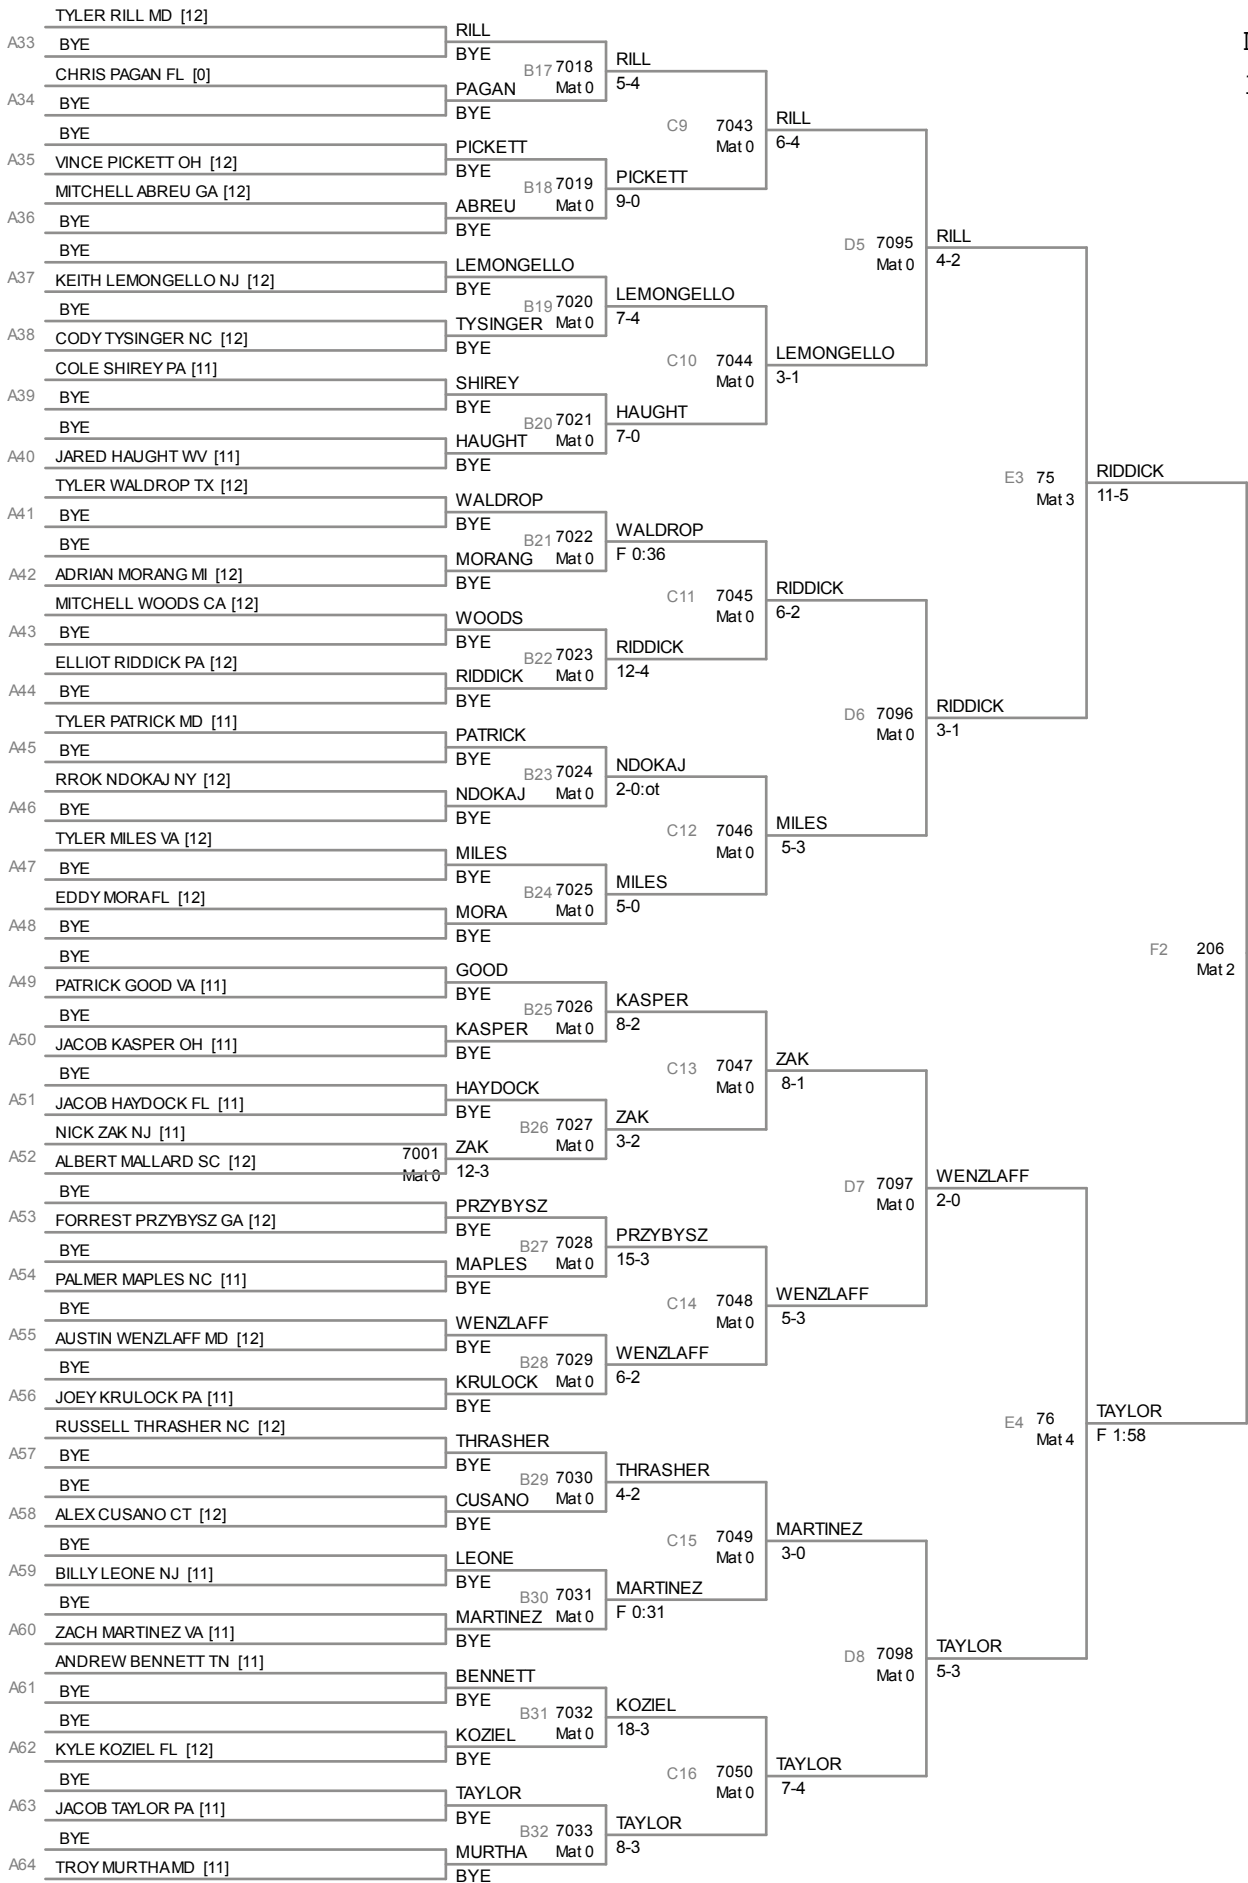 TYLER RILL MD [12]
A33 BYE
CHRIS PAGAN FL [0]
A34 BYE
BYE
A35 VINCE PICKETT OH [12]
MITCHELL ABREU GA [12]
A36 BYE
BYE
A37 KEITH LEMONGELLO NJ [12]
BYE
A38 CODY TYSINGER NC [12]
COLE SHIREY PA [11]
A39 BYE
BYE
A40 JARED HAUGHT WV [11]
TYLER WALDROP TX [12]
A41 BYE
BYE
A42 ADRIAN MORANG MI [12]
MITCHELL WOODS CA [12]
A43 BYE
ELLIOT RIDDICK PA [12]
A44 BYE
TYLER PATRICK MD [11]
A45 BYE
RROK NDOKAJ NY [12]
A46 BYE
TYLER MILES VA [12]
A47 BYE
EDDY MORA FL [12]
A48 BYE
BYE
A49 PATRICK GOOD VA [11]
BYE
A50 JACOB KASPER OH [11]
BYE
A51 JACOB HAYDOCK FL [11]
NICK ZAK NJ [11]
A52 ALBERT MALLARD SC [12]
7001
Mat 0
BYE
A53 FORREST PRZYBYSZ GA [12]
BYE
A54 PALMER MAPLES NC [11]
BYE
A55 AUSTIN WENZLAFF MD [12]
BYE
A56 JOEY KRULOCK PA [11]
RUSSELL THRASHER NC [12]
A57 BYE
BYE
A58 ALEX CUSANO CT [12]
BYE
A59 BILLY LEONE NJ [11]
BYE
A60 ZACH MARTINEZ VA [11]
ANDREW BENNETT TN [11]
A61 BYE
BYE
A62 KYLE KOZIEL FL [12]
BYE
A63 JACOB TAYLOR PA [11]
BYE
A64 TROY MURTHA MD [11]
RILL
BYE
B17 7018
PAGAN Mat 0
BYE
PICKETT
BYE
B18 7019
ABREU Mat 0
BYE
LEMONGELLO
BYE
B19 7020
TYSINGER Mat 0
BYE
SHIREY
BYE
B20 7021
HAUGHT Mat 0
BYE
WALDROP
BYE
B21 7022
MORANG Mat 0
BYE
WOODS
BYE
B22 7023
RIDDICK Mat 0
BYE
PATRICK
BYE
B23 7024
NDOKAJ Mat 0
BYE
MILES
BYE
B24 7025
MORA Mat 0
BYE
GOOD
BYE
B25 7026
KASPER Mat 0
BYE
HAYDOCK
BYE
B26 7027
Mat 0
ZAK
12-3
PRZYBYSZ
BYE
B27 7028
MAPLES Mat 0
BYE
WENZLAFF
BYE
B28 7029
KRULOCK Mat 0
BYE
THRASHER
BYE
B29 7030
CUSANO Mat 0
BYE
LEONE
BYE
B30 7031
MARTINEZ Mat 0
BYE
BENNETT
BYE
B31 7032
KOZIEL Mat 0
BYE
TAYLOR
BYE
B32 7033
MURTHA Mat 0
BYE
RILL
5-4
C9 7043
Mat 0
PICKETT
9-0
LEMONGELLO
7-4
C10 7044
Mat 0
HAUGHT
7-0
WALDROP
F 0:36
C11 7045
Mat 0
RIDDICK
12-4
NDOKAJ
2-0:ot
C12 7046
Mat 0
MILES
5-0
KASPER
8-2
C13 7047
Mat 0
ZAK
3-2
PRZYBYSZ
15-3
C14 7048
Mat 0
WENZLAFF
6-2
THRASHER
4-2
C15 7049
Mat 0
MARTINEZ
F 0:31
KOZIEL
18-3
C16 7050
Mat 0
TAYLOR
8-3
RILL
6-4
D5 7095
Mat 0
LEMONGELLO
3-1
RIDDICK
6-2
D6 7096
Mat 0
MILES
5-3
ZAK
8-1
D7 7097
Mat 0
WENZLAFF
5-3
MARTINEZ
3-0
D8 7098
Mat 0
TAYLOR
7-4
RILL
4-2
E3 75
Mat 3
RIDDICK
3-1
WENZLAFF
2-0
E4 76
Mat 4
TAYLOR
5-3
RIDDICK
11-5
F2 206
Mat 2
TAYLOR
F 1:58